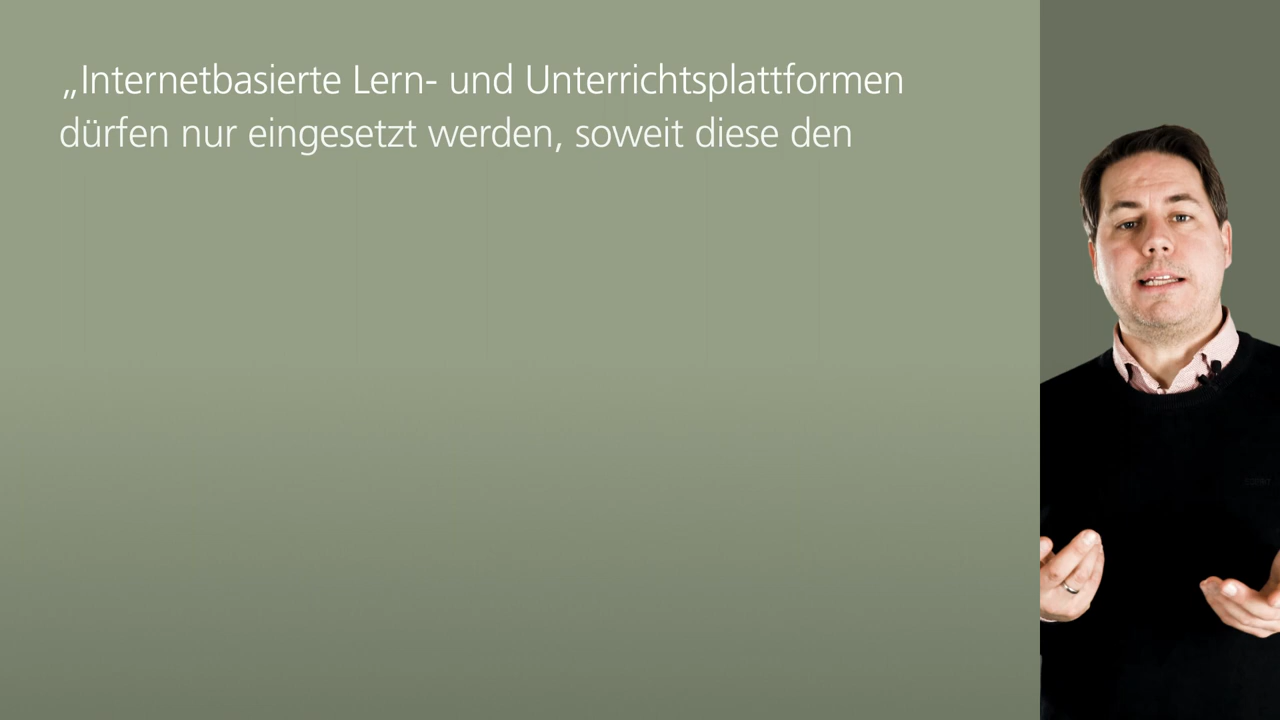 „Internetbasierte Lern- und Unterrichtsplattformen
dürfen nur eingesetzt werden, soweit diese den